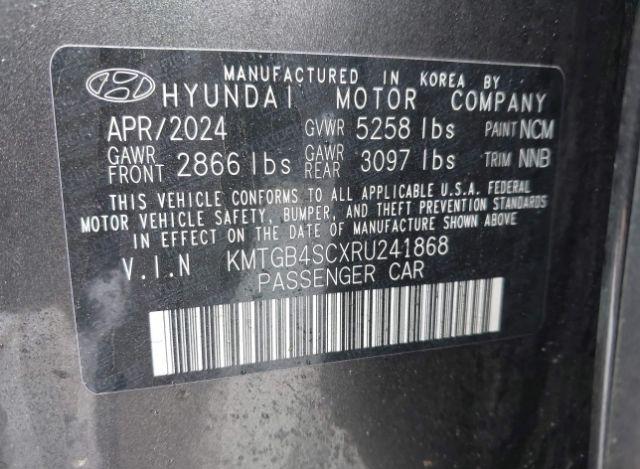 MANUFACTURED IN KOREA BY
HYUNDAI MOTOR COMPANY
APR/2024 GVWR 5258 lbs PAINT NCM
GAWR FRONT 2866 lbs GAWR REAR 3097 lbs TRIM NNB
THIS VEHICLE CONFORMS TO ALL APPLICABLE U.S.A. FEDERAL
MOTOR VEHICLE SAFETY, BUMPER, AND THEFT PREVENTION STANDARDS
IN EFFECT ON THE DATE OF MANUFACTURE SHOWN ABOVE.
V.I.N KMTGB4SCXRU241868
PASSENGER CAR